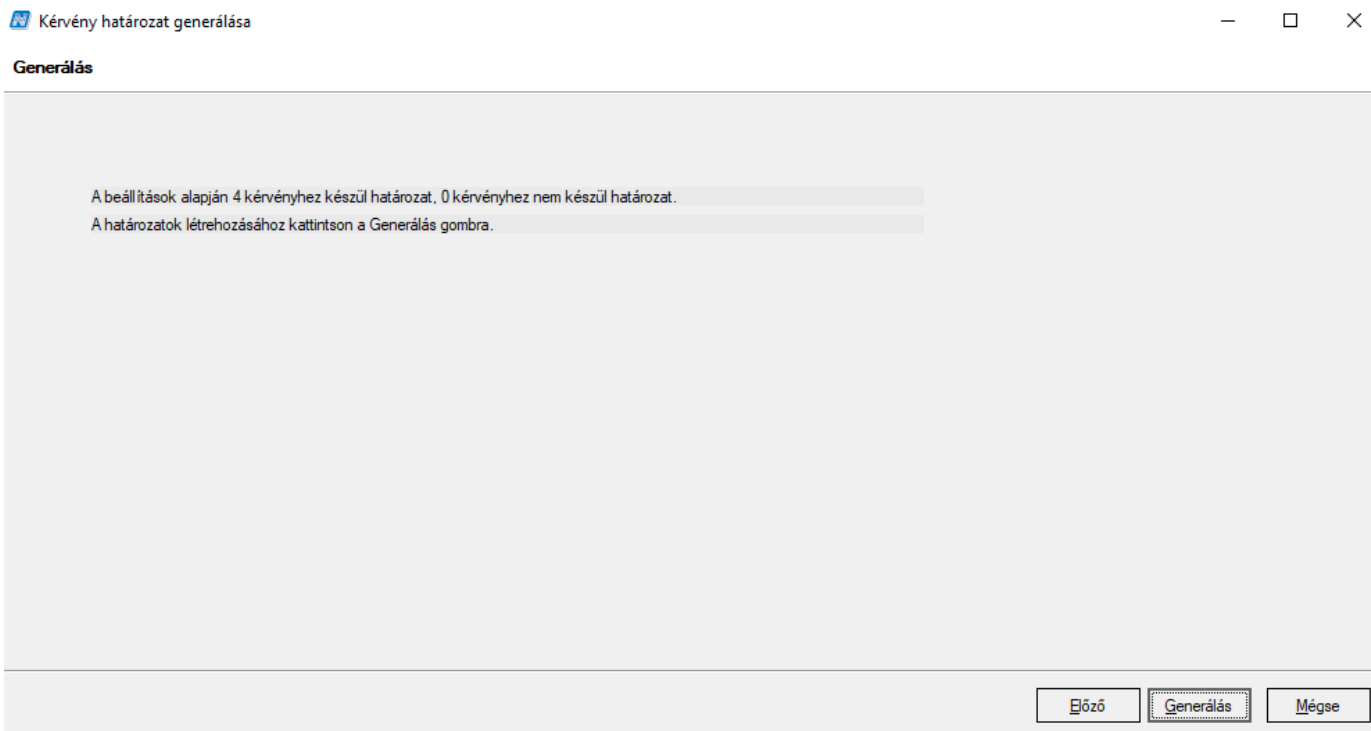 Kérvény határozat generálása
Generálás
A beállítások alapján 4 kérvényhez készül határozat, 0 kérvényhez nem készül határozat.
A határozatok létrehozásához kattintson a Generálás gombra.
Előző Generálás Mégse